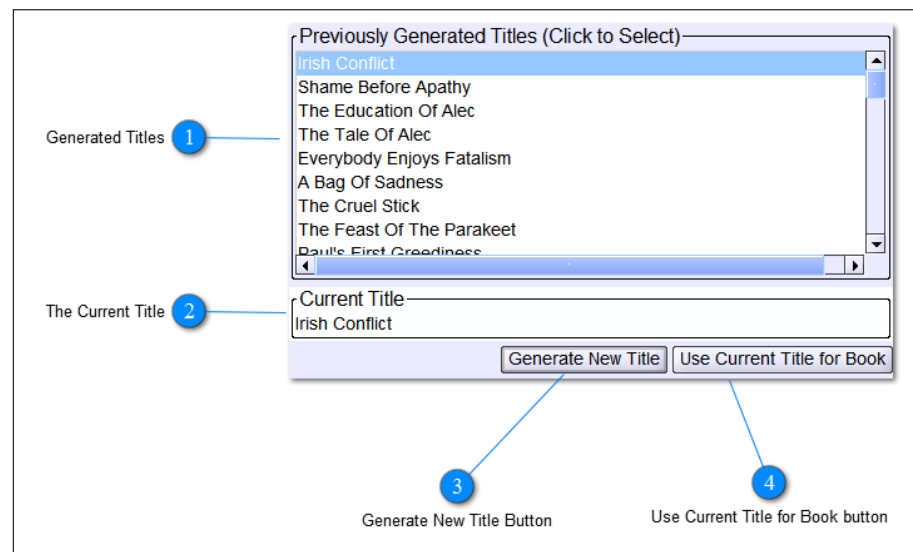 Previously Generated Titles (Click to Select)
Irish Conflict
Shame Before Apathy
The Education Of Alec
Generated Titles 1
The Tale Of Alec
Everybody Enjoys Fatalism
A Bag Of Sadness
The Cruel Stick
The Feast Of The Parakeet
Paul's First Greediness
Current Title
The Current Title 2
Irish Conflict
Generate New Title Use Current Title for Book
3 4
Generate New Title Button Use Current Title for Book button